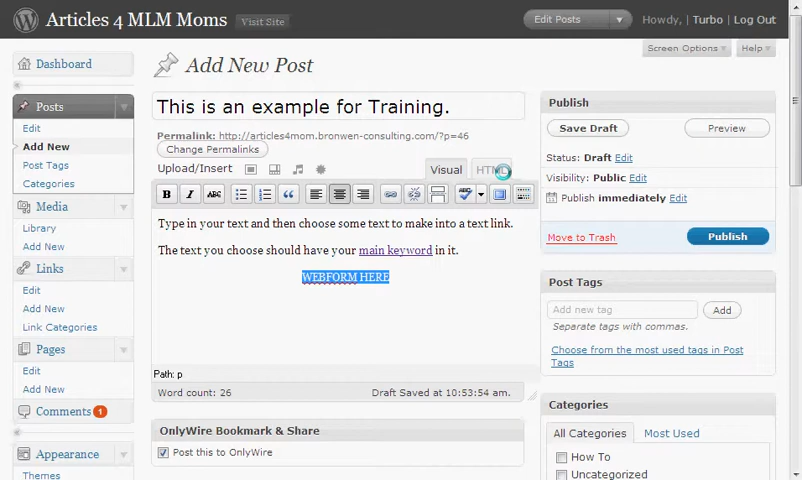 Articles 4 MLM Moms Visit Site Edit Posts Howdy, Turbo | Log Out
Screen Options Help
Dashboard
Posts
Edit
Add New
Post Tags
Categories
Media
Library
Add New
Links
Edit
Add New
Link Categories
Pages
Edit
Add New
Comments 1
Appearance
Themes
Add New Post
This is an example for Training.
Permalink: http://articles4mom.bronwen-consulting.com/?p=46
Change Permalinks
Upload/Insert Visual HTML
B I ABC ABC
Type in your text and then choose some text to make into a text link.
The text you choose should have your main keyword in it.
WEBFORM HERE
Path: p
Word count: 26 Draft Saved at 10:53:54 am.
OnlyWire Bookmark & Share
Post this to OnlyWire
Publish
Save Draft Preview
Status: Draft Edit
Visibility: Public Edit
Publish immediately Edit
Move to Trash Publish
Post Tags
Add new tag Add
Separate tags with commas.
Choose from the most used tags in Post
Tags
Categories
All Categories Most Used
How To
Uncategorized